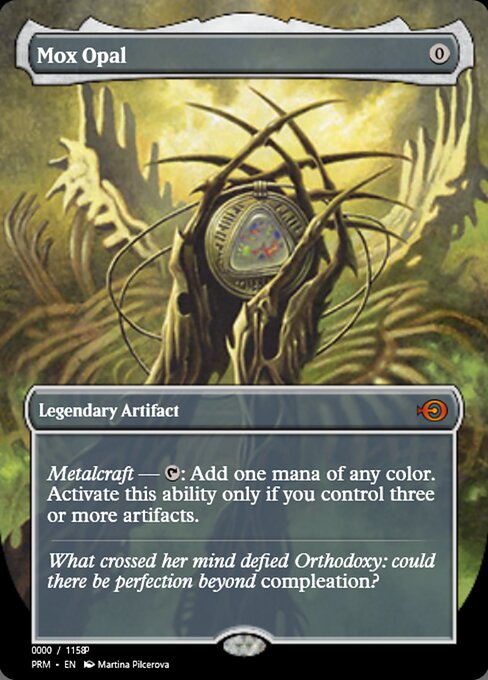 Mox Opal 0
Legendary Artifact
Metalcraft — : Add one mana of any color.
Activate this ability only if you control three
or more artifacts.
What crossed her mind defied Orthodoxy: could
there be perfection beyond compleation?
0000 / 1158P
PRM • EN Martina Pilcerova